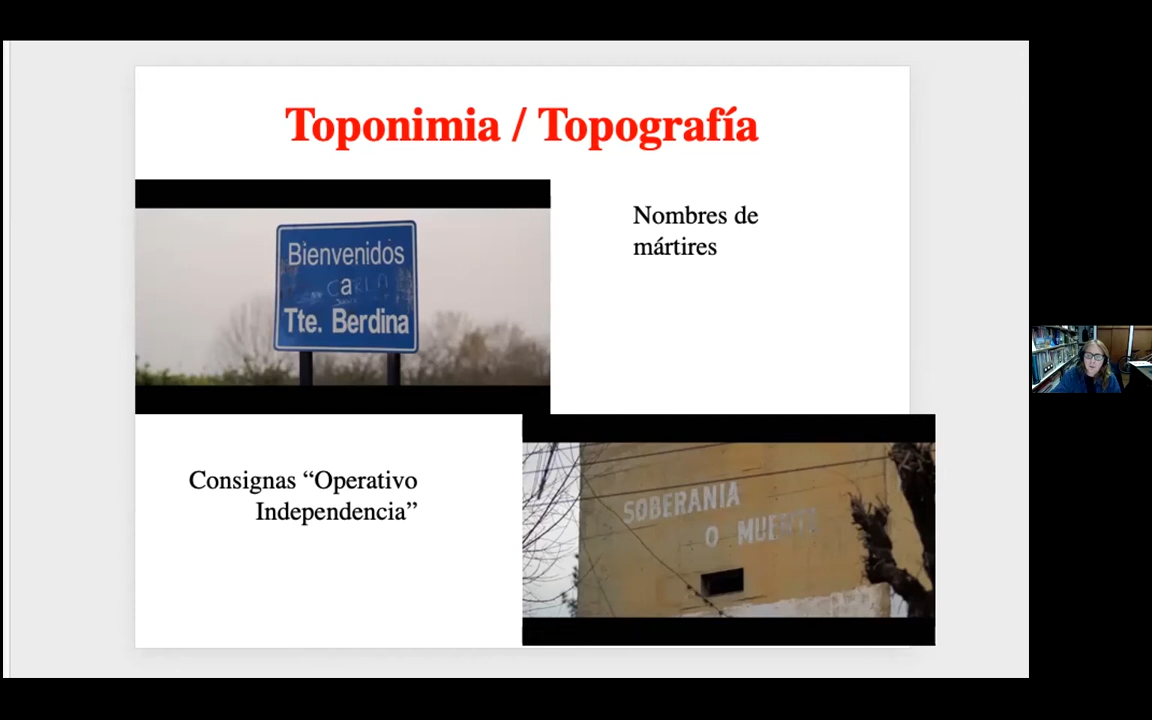 Toponimia / Topografía
Bienvenidos
a
Tte. Berdina
Nombres de
mártires
Consignas “Operativo
Independencia”
SOBERANIA
O MUERTE